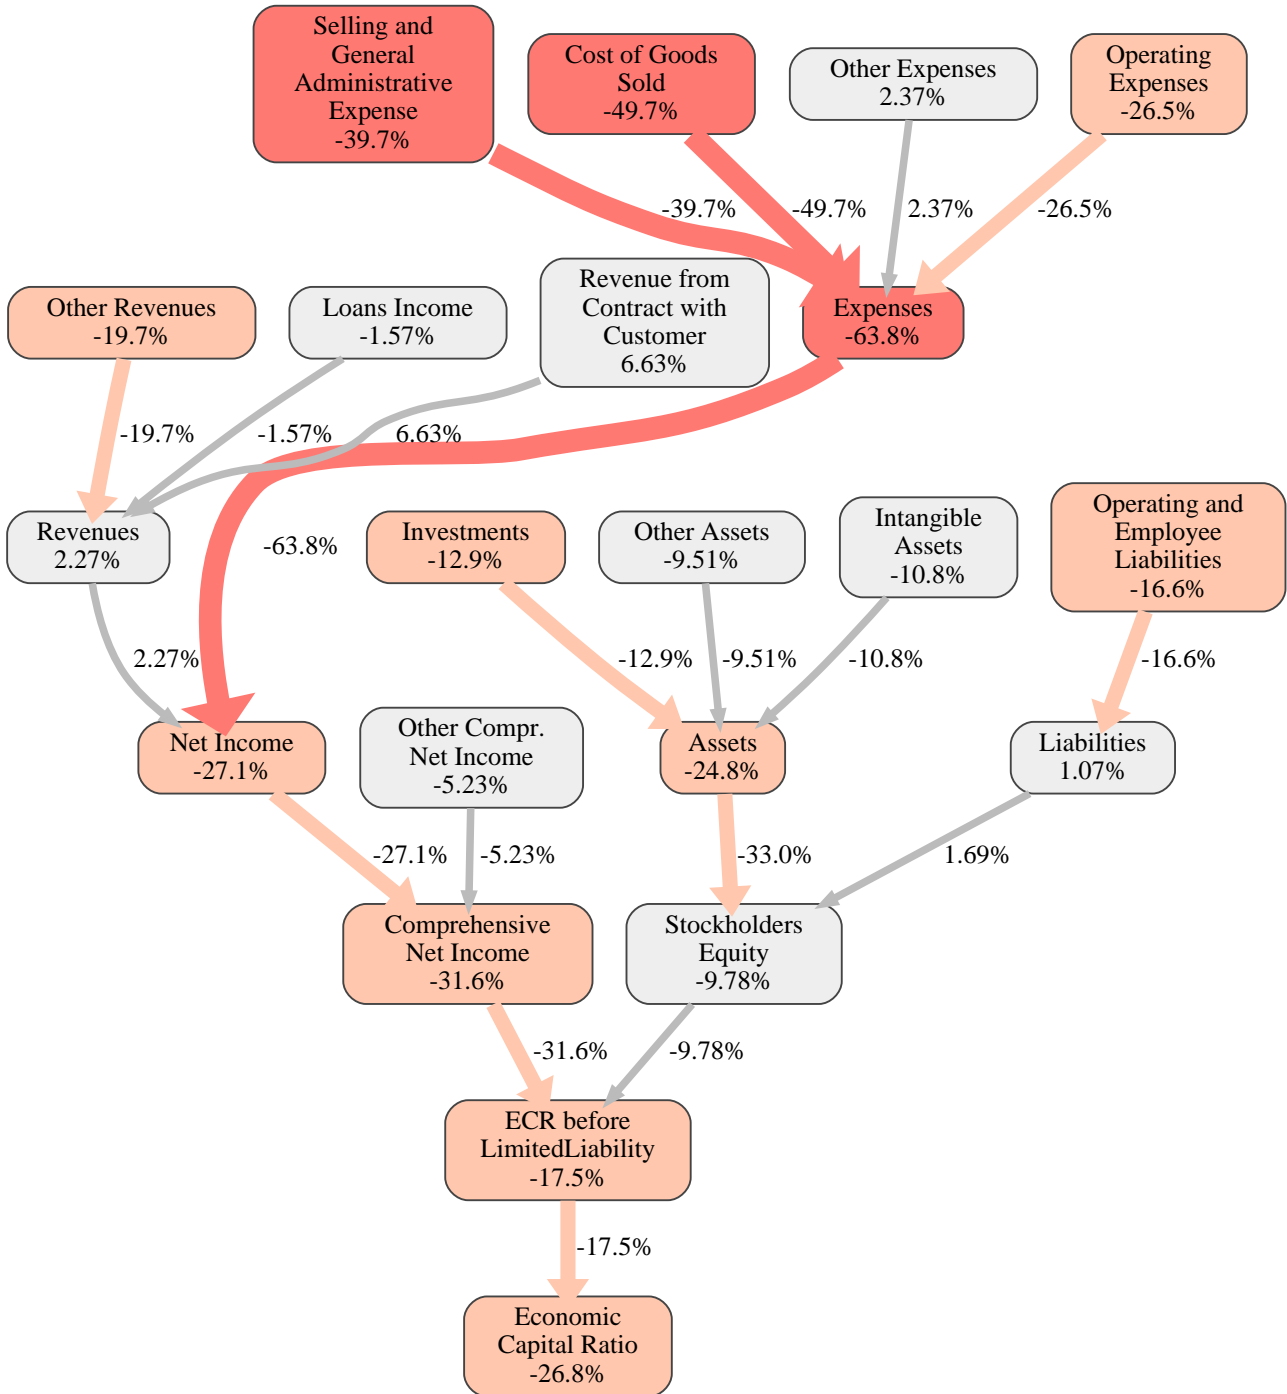 Selling and
General
Administrative
Expense
-39.7%
Cost of Goods
Sold
-49.7%
Other Expenses
2.37%
Operating
Expenses
-26.5%
-39.7%
-49.7%
2.37%
-26.5%
Other Revenues
-19.7%
Loans Income
-1.57%
Revenue from
Contract with
Customer
6.63%
Expenses
-63.8%
-19.7%
-1.57%
6.63%
Revenues
2.27%
-63.8%
Investments
-12.9%
Other Assets
-9.51%
Intangible
Assets
-10.8%
Operating and
Employee
Liabilities
-16.6%
2.27%
-12.9%
-9.51%
-10.8%
-16.6%
Net Income
-27.1%
Other Compr.
Net Income
-5.23%
Assets
-24.8%
Liabilities
1.07%
-27.1%
-5.23%
-33.0%
1.69%
Comprehensive
Net Income
-31.6%
Stockholders
Equity
-9.78%
-31.6%
-9.78%
ECR before
LimitedLiability
-17.5%
-17.5%
Economic
Capital Ratio
-26.8%